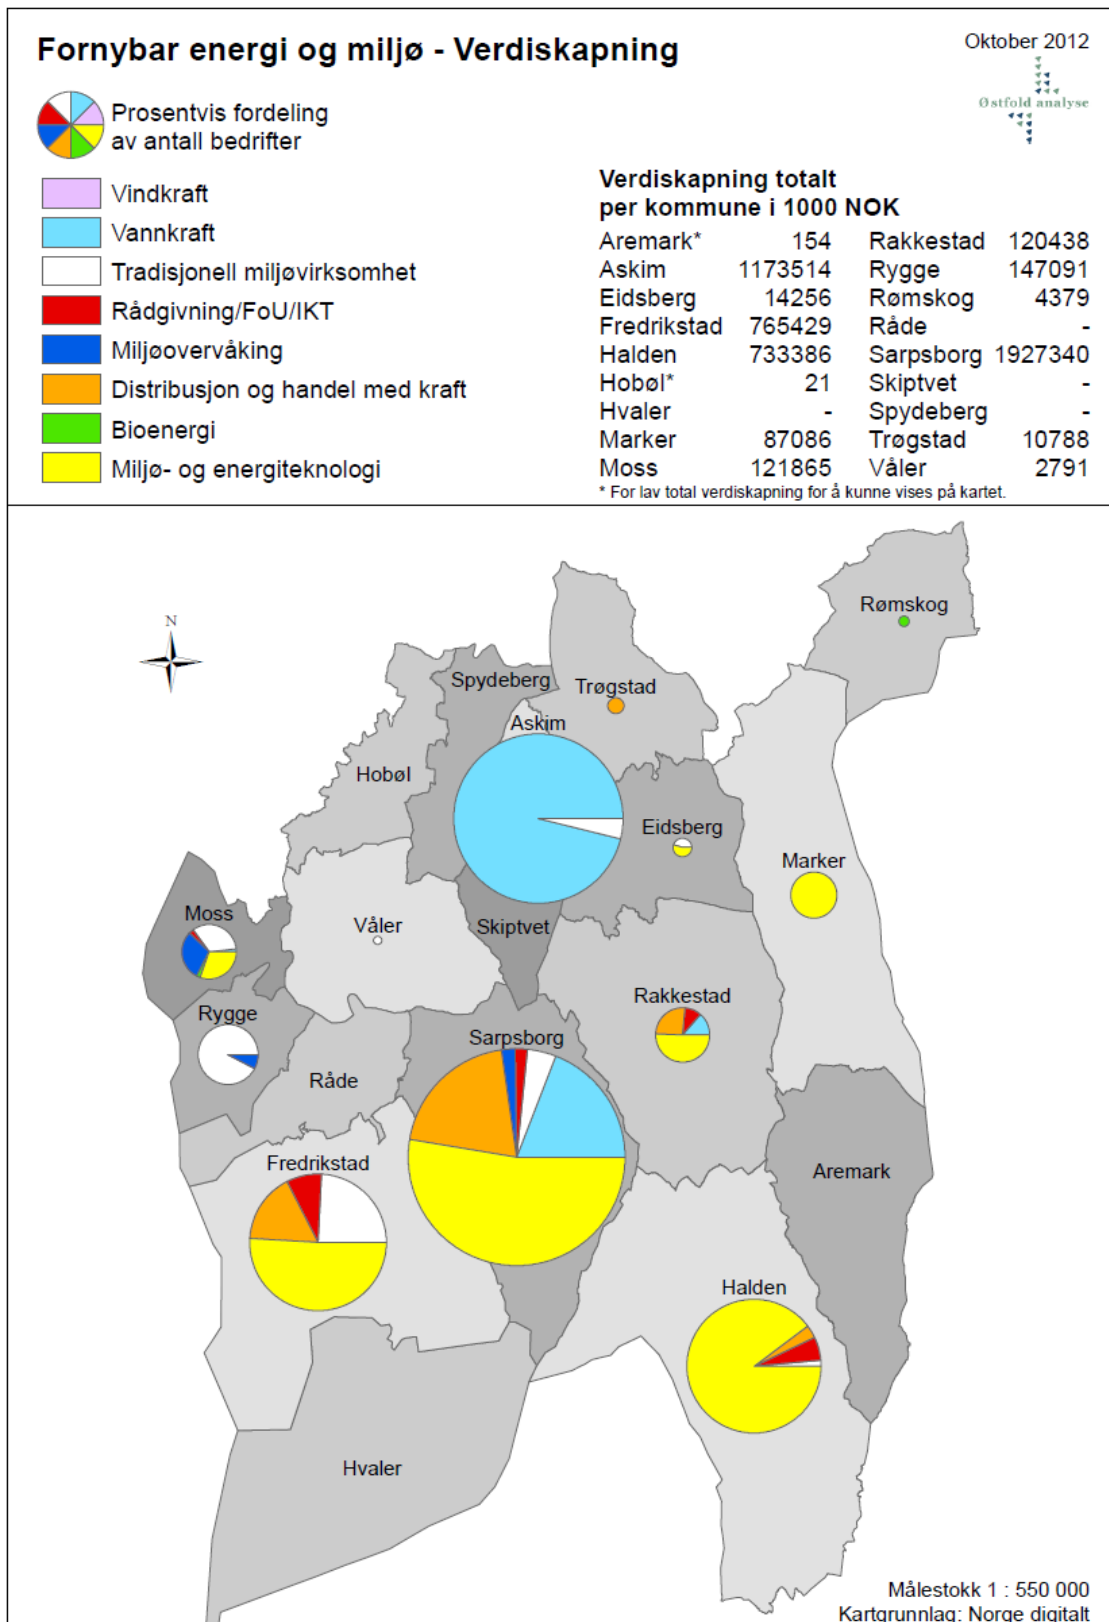 Fornybar energi og miljø - Verdiskapning
Oktober 2012
Østfold analyse
Prosentvis fordeling
av antall bedrifter
Vindkraft
Vannkraft
Tradisjonell miljøvirksomhet
Rådgivning/FoU/IKT
Miljøovervåking
Distribusjon og handel med kraft
Bioenergi
Miljø- og energiteknologi
Verdiskapning totalt
per kommune i 1000 NOK
Aremark* 154 Rakkestad 120438
Askim 1173514 Rygge 147091
Eidsberg 14256 Rømskog 4379
Fredrikstad 765429 Råde -
Halden 733386 Sarpsborg 1927340
Hobøl* 21 Skiptvet -
Hvaler - Spydeberg -
Marker 87086 Trøgstad 10788
Moss 121865 Våler 2791
* For lav total verdiskapning for å kunne vises på kartet.
N
Rømskog
Spydeberg
Trøgstad
Askim
Hobøl
Eidsberg
Marker
Moss
Våler
Skiptvet
Rakkestad
Rygge
Sarpsborg
Råde
Fredrikstad
Aremark
Halden
Hvaler
Målestokk 1 : 550 000
Kartgrunnlag: Norge digitalt